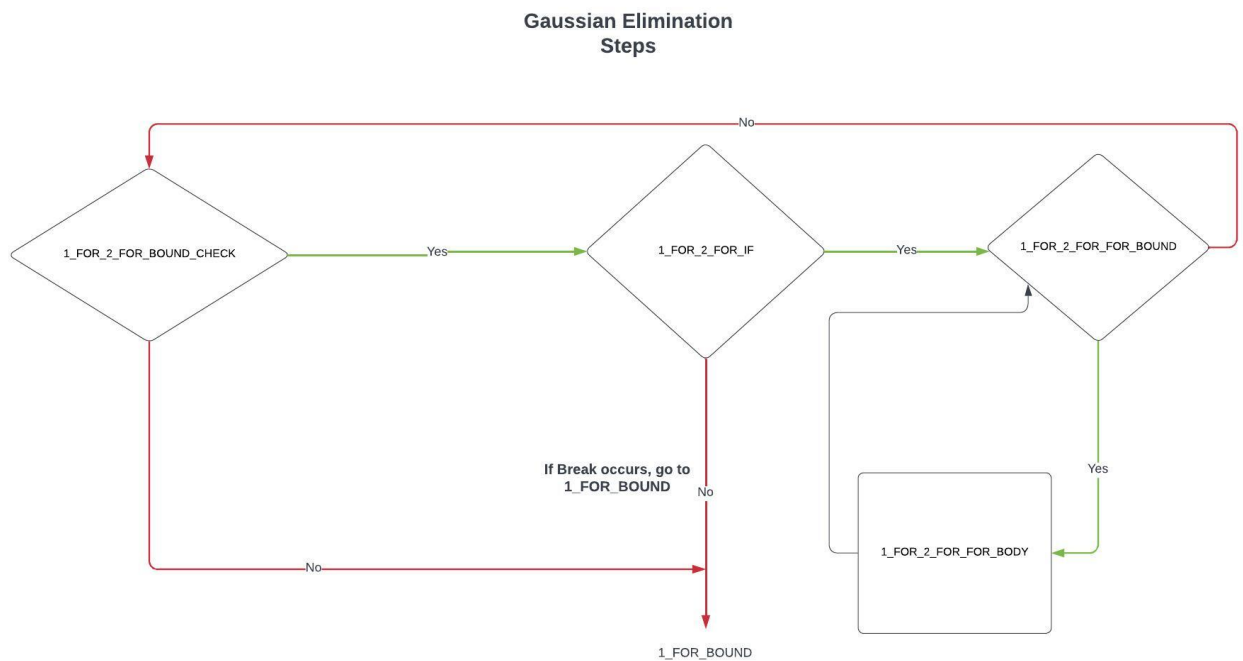 Gaussian Elimination
Steps
No
1_FOR_2_FOR_BOUND_CHECK
Yes
1_FOR_2_FOR_IF
Yes
1_FOR_2_FOR_FOR_BOUND
If Break occurs, go to
1_FOR_BOUND
No
Yes
1_FOR_2_FOR_FOR_BODY
No
1_FOR_BOUND